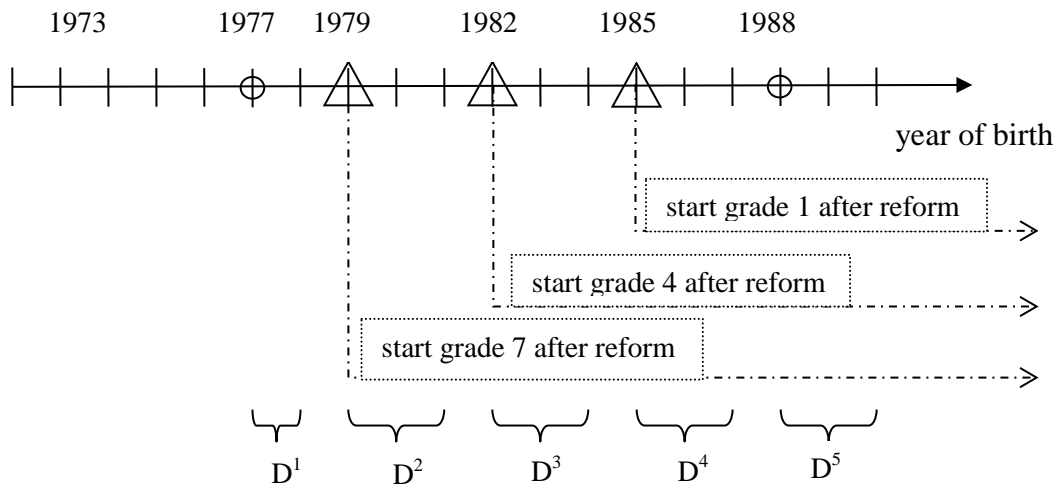 1973 1977 1979 1982 1985 1988
year of birth
start grade 1 after reform
start grade 4 after reform
start grade 7 after reform
D¹ D² D³ D⁴ D⁵